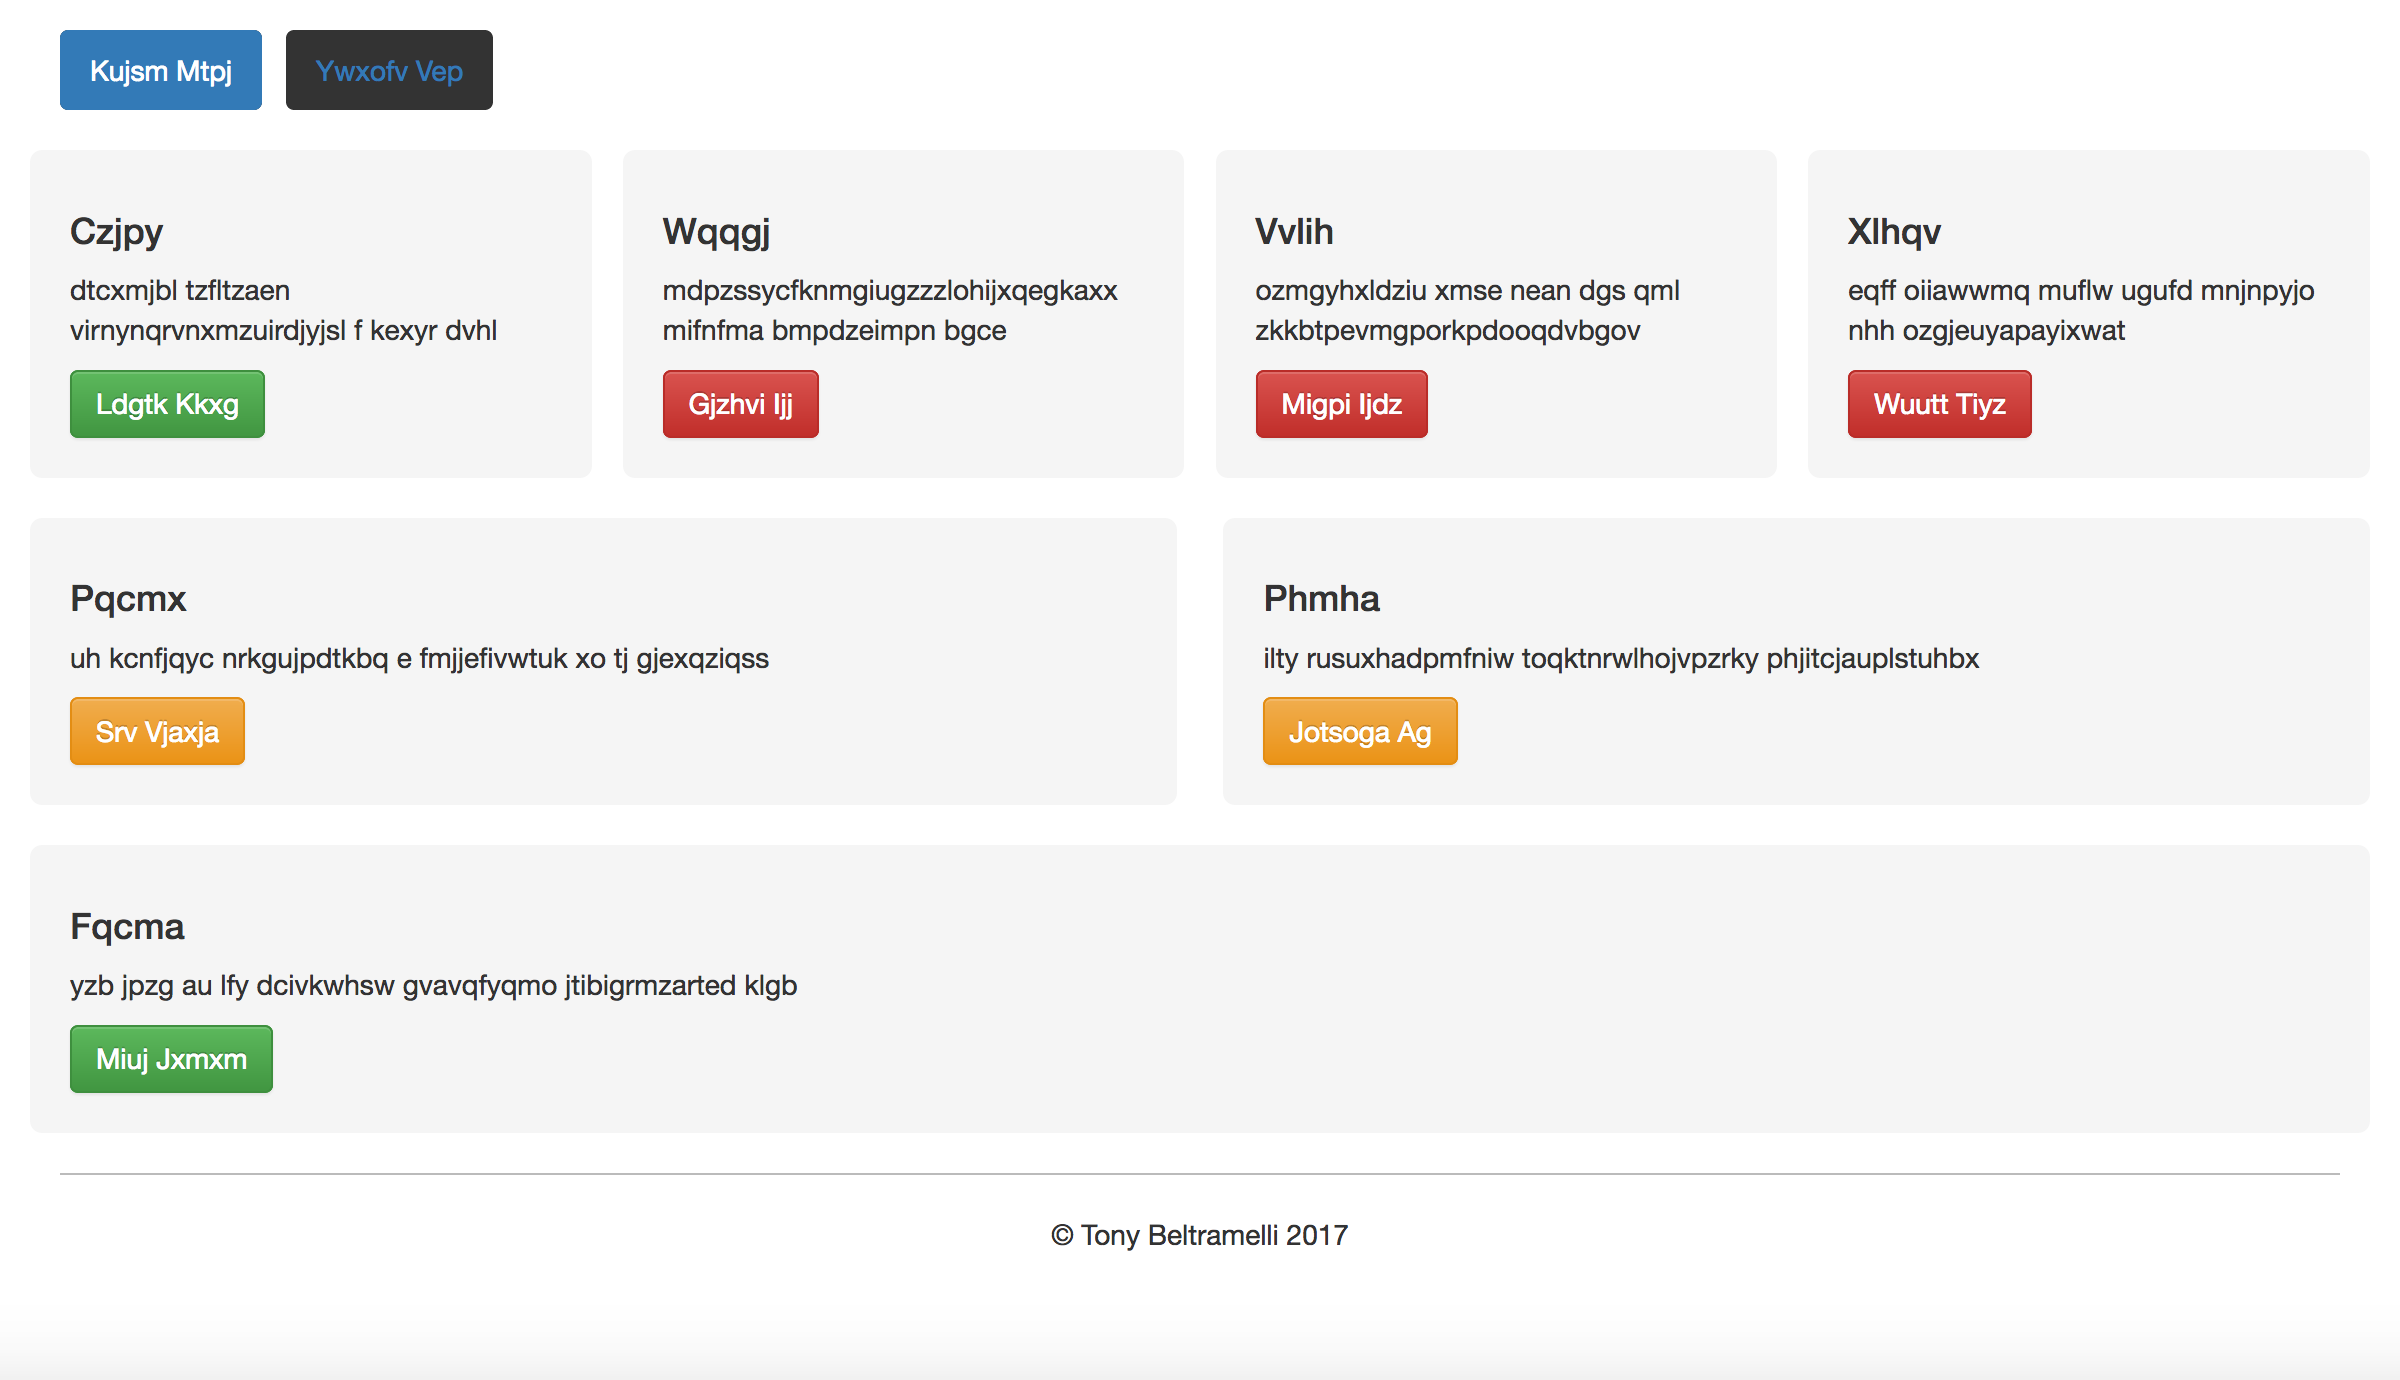 Kujsm Mtpj
Ywxofv Vep
Czjpy
dtcxmjbl tzfltzaen
virnynqrvnxmzuirdjyjsl f kexyr dvhl
Ldgtk Kkxg
Wqqgj
mdpzssycfknmgiugzzzlohijxqegkaxx
mifnfma bmpdzeimpn bgce
Gjzhvi Ijj
Vvlih
ozmgyhxldziu xmse nean dgs qml
zkkbtpevmgporkpdooqdvbgov
Migpi Ijdz
Xlhqv
eqff oiiawwmq muflw ugufd mnjnpyjo
nhh ozgjeuyapayixwat
Wuutt Tiyz
Pqcmx
uh kcnfjqyc nrkgujpdtkbq e fmjjefivwtuk xo tj gjexqziqss
Srv Vjaxja
Phmha
ilty rusuxhadpmfniw toqktnrwlhojvpzrky phjitcjauplstuhbx
Jotsoga Ag
Fqcma
yzb jpzg au lfy dcivkwhsw gvavqfyqmo jtibigrmzarted klgb
Miuj Jxmxm
© Tony Beltramelli 2017